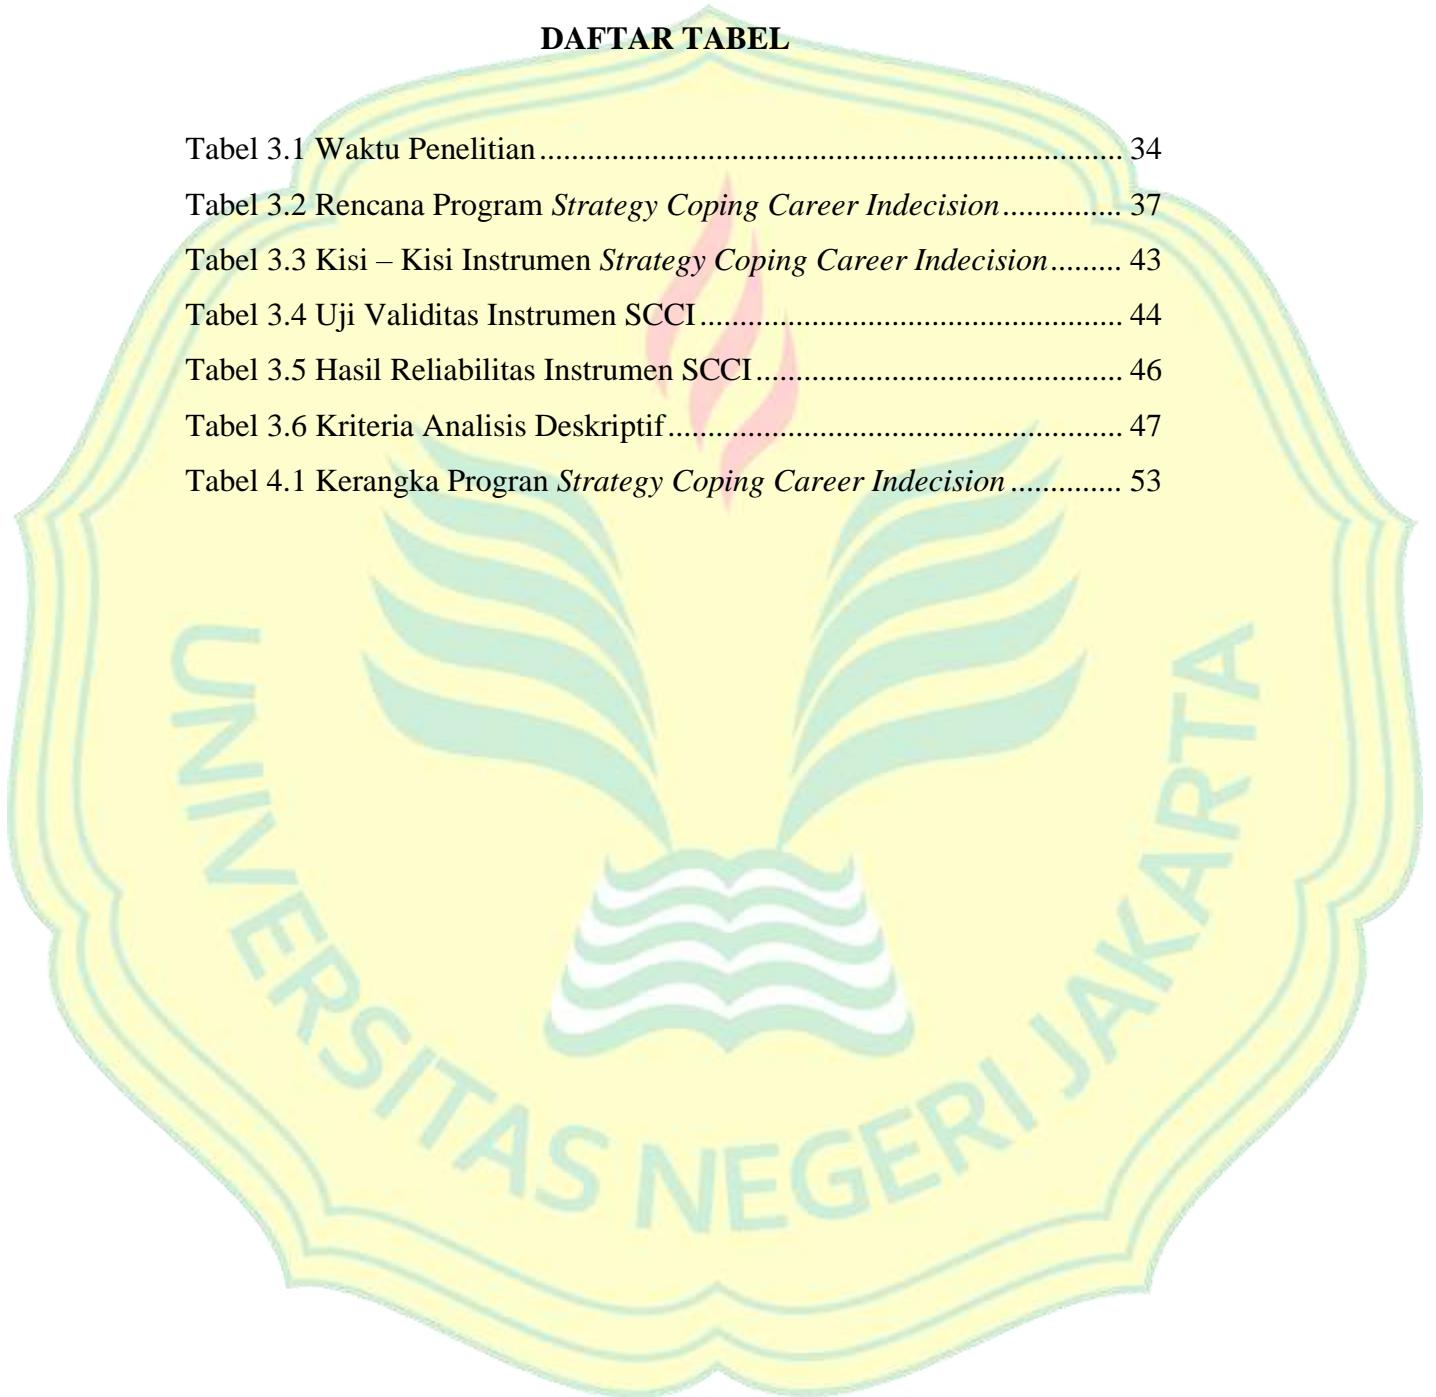 DAFTAR TABEL
Tabel 3.1 Waktu Penelitian........................................................................ 34
Tabel 3.2 Rencana Program Strategy Coping Career Indecision............... 37
Tabel 3.3 Kisi – Kisi Instrumen Strategy Coping Career Indecision......... 43
Tabel 3.4 Uji Validitas Instrumen SCCI.................................................... 44
Tabel 3.5 Hasil Reliabilitas Instrumen SCCI............................................. 46
Tabel 3.6 Kriteria Analisis Deskriptif........................................................ 47
Tabel 4.1 Kerangka Progran Strategy Coping Career Indecision.............. 53
UNIVERSITAS NEGERI JAKARTA